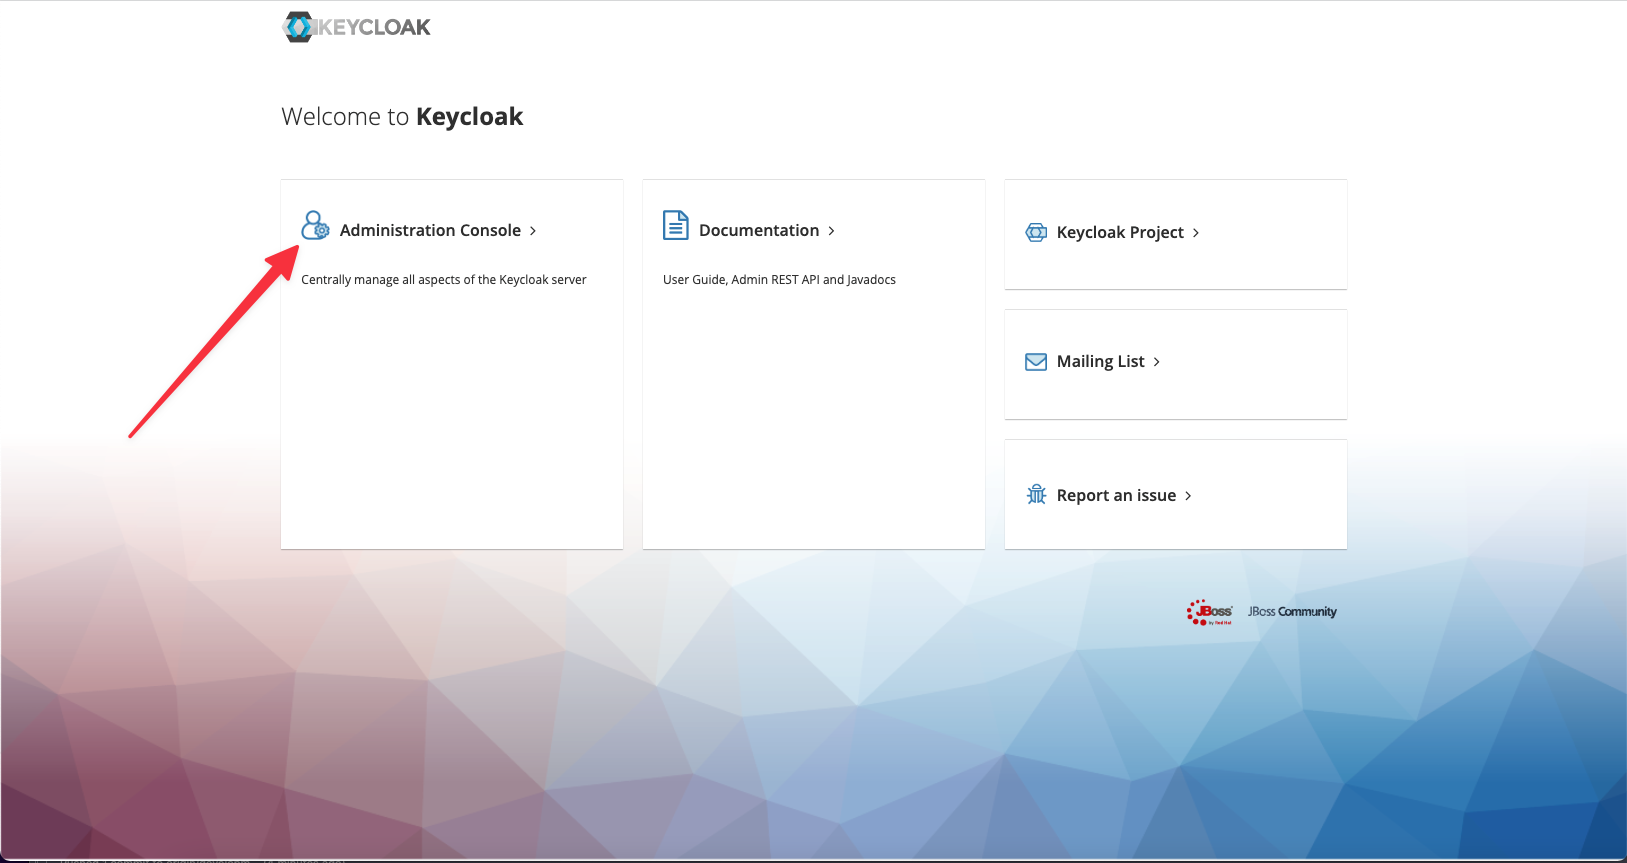 KEYCLOAK
Welcome to Keycloak
Administration Console
Centrally manage all aspects of the Keycloak server
Documentation
User Guide, Admin REST API and Javadocs
Keycloak Project
Mailing List
Report an issue
JBoss by Red Hat
JBoss Community